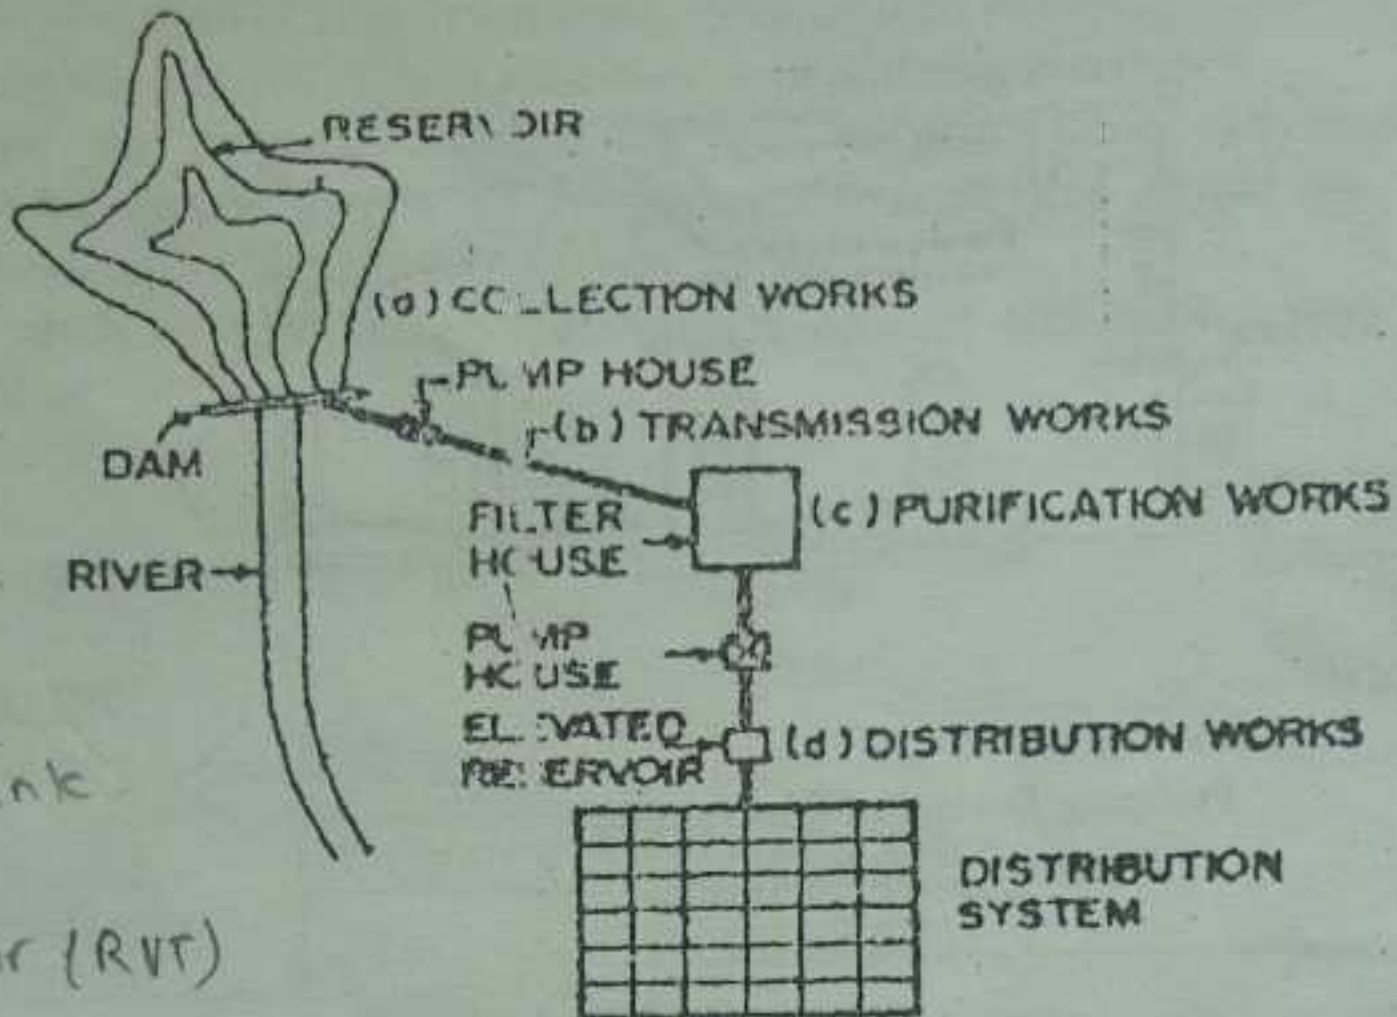 RESERVOIR
(a) COLLECTION WORKS
PUMP HOUSE
(b) TRANSMISSION WORKS
DAM
FILTER
HOUSE
(c) PURIFICATION WORKS
RIVER
PUMP
HOUSE
ELEVATED
RESERVOIR
(d) DISTRIBUTION WORKS
DISTRIBUTION
SYSTEM
(RVT)